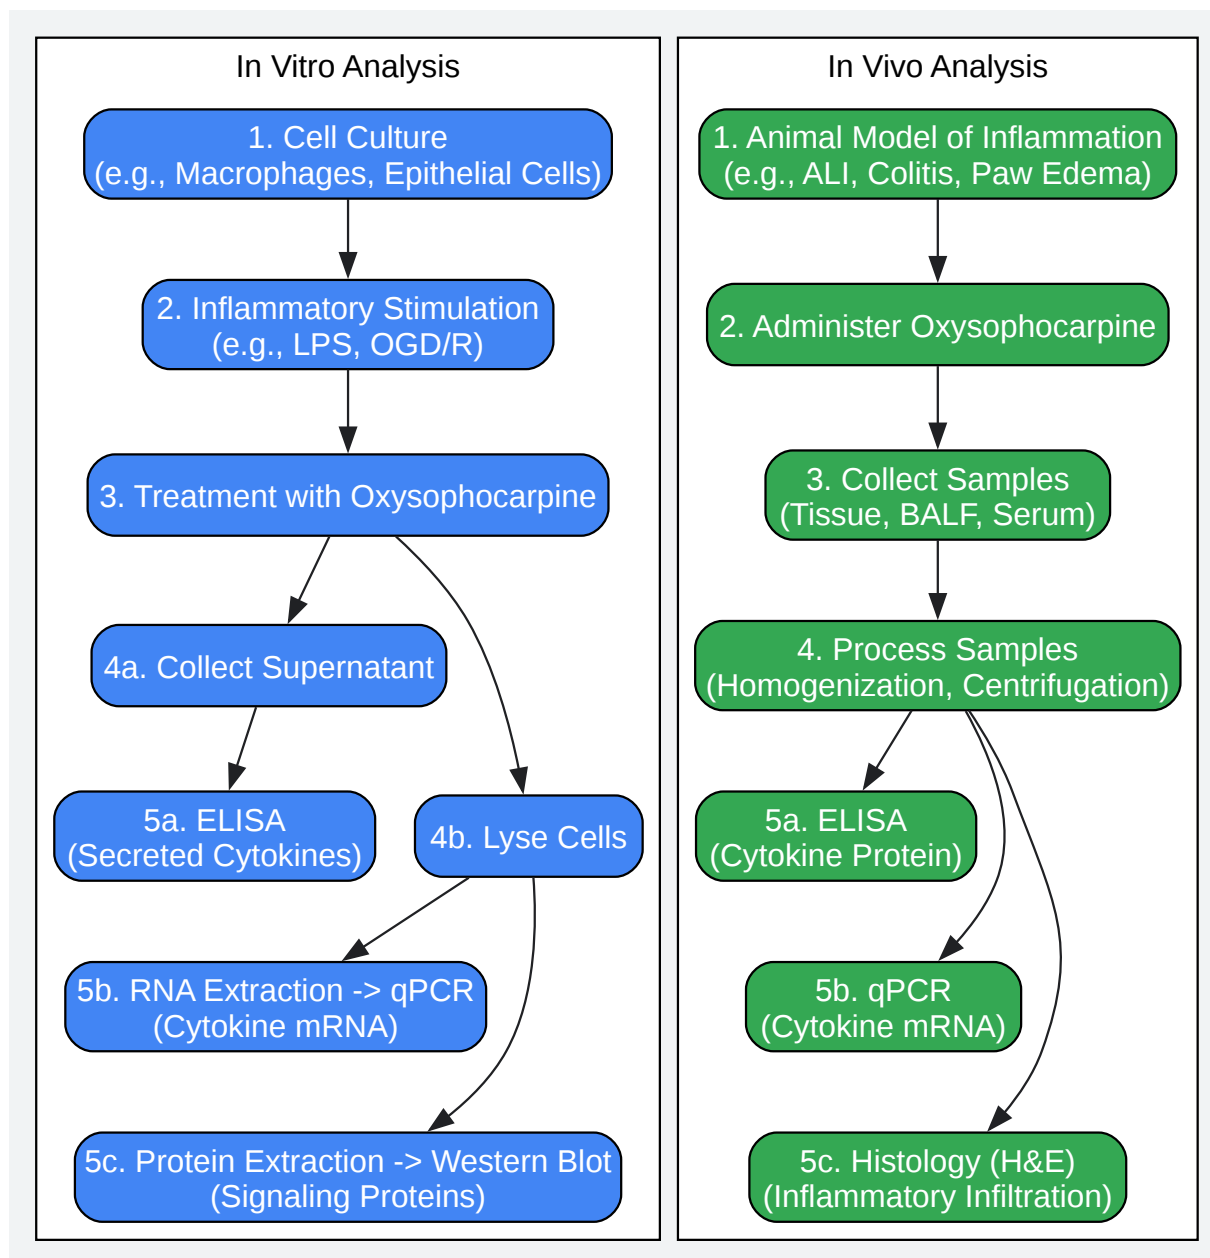 In Vitro Analysis
1. Cell Culture
(e.g., Macrophages, Epithelial Cells)
2. Inflammatory Stimulation
(e.g., LPS, OGD/R)
3. Treatment with Oxysophocarpine
4a. Collect Supernatant
5a. ELISA
(Secreted Cytokines)
4b. Lyse Cells
5b. RNA Extraction -> qPCR
(Cytokine mRNA)
5c. Protein Extraction -> Western Blot
(Signaling Proteins)
In Vivo Analysis
1. Animal Model of Inflammation
(e.g., ALI, Colitis, Paw Edema)
2. Administer Oxysophocarpine
3. Collect Samples
(Tissue, BALF, Serum)
4. Process Samples
(Homogenization, Centrifugation)
5a. ELISA
(Cytokine Protein)
5b. qPCR
(Cytokine mRNA)
5c. Histology (H&E)
(Inflammatory Infiltration)